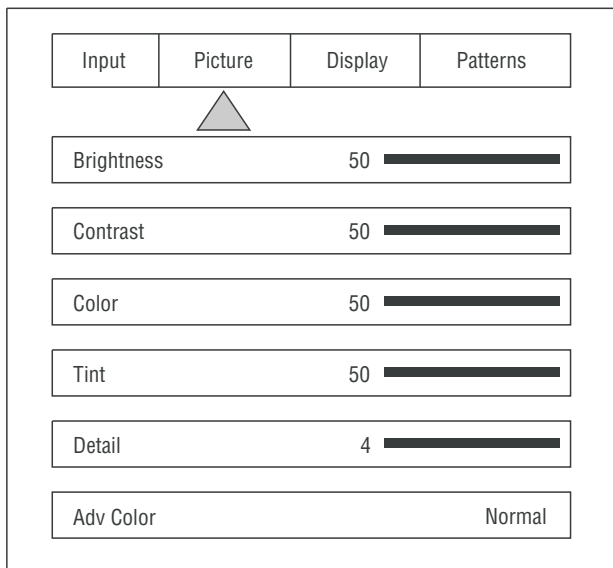 Input Picture Display Patterns
Brightness 50
Contrast 50
Color 50
Tint 50
Detail 4
Adv Color Normal